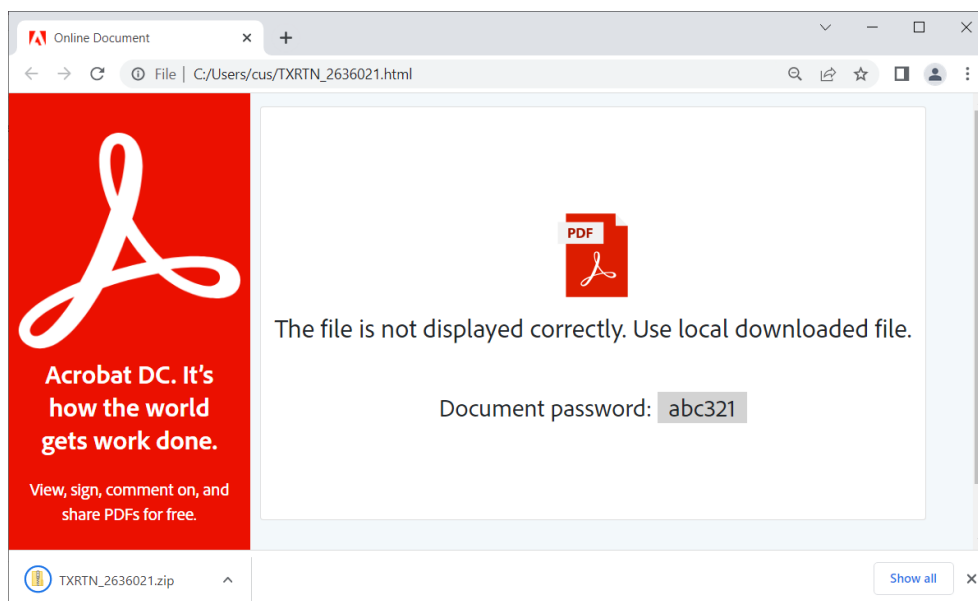 Online Document
File | C:/Users/cus/TXRTN_2636021.html
Acrobat DC. It's
how the world
gets work done.
View, sign, comment on, and
share PDFs for free.
PDF
The file is not displayed correctly. Use local downloaded file.
Document password: abc321
TXRTN_2636021.zip
Show all